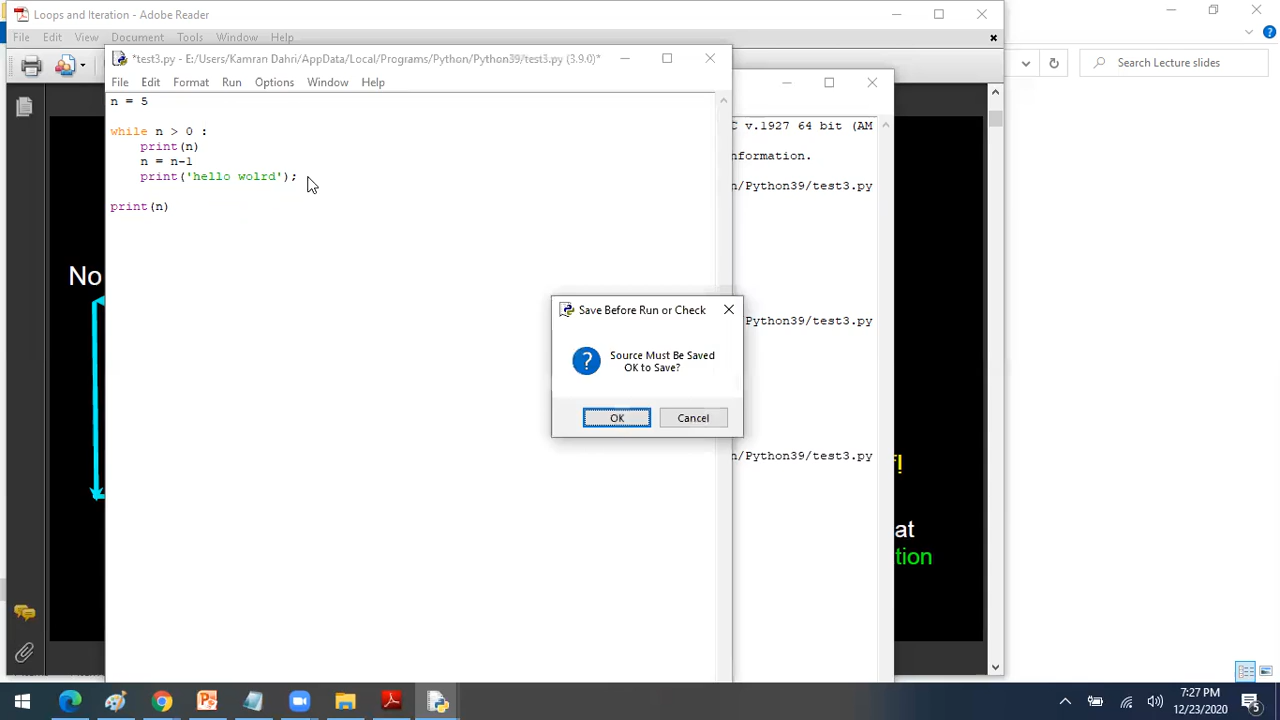 Loops and Iteration - Adobe Reader
File Edit View Document Tools Window Help
*test3.py - E:/Users/Kamran Dahri/AppData/Local/Programs/Python/Python39/test3.py (3.9.0)*
File Edit Format Run Options Window Help
Search Lecture slides
n = 5
while n > 0 :
print(n)
n = n-1
print('hello wolrd');
print(n)
C v.1927 64 bit (AM
nformation.
n/Python39/test3.py
n/Python39/test3.py
n/Python39/test3.py
No
Save Before Run or Check
Source Must Be Saved
OK to Save?
OK Cancel
f!
at
tion
7:27 PM
12/23/2020
5